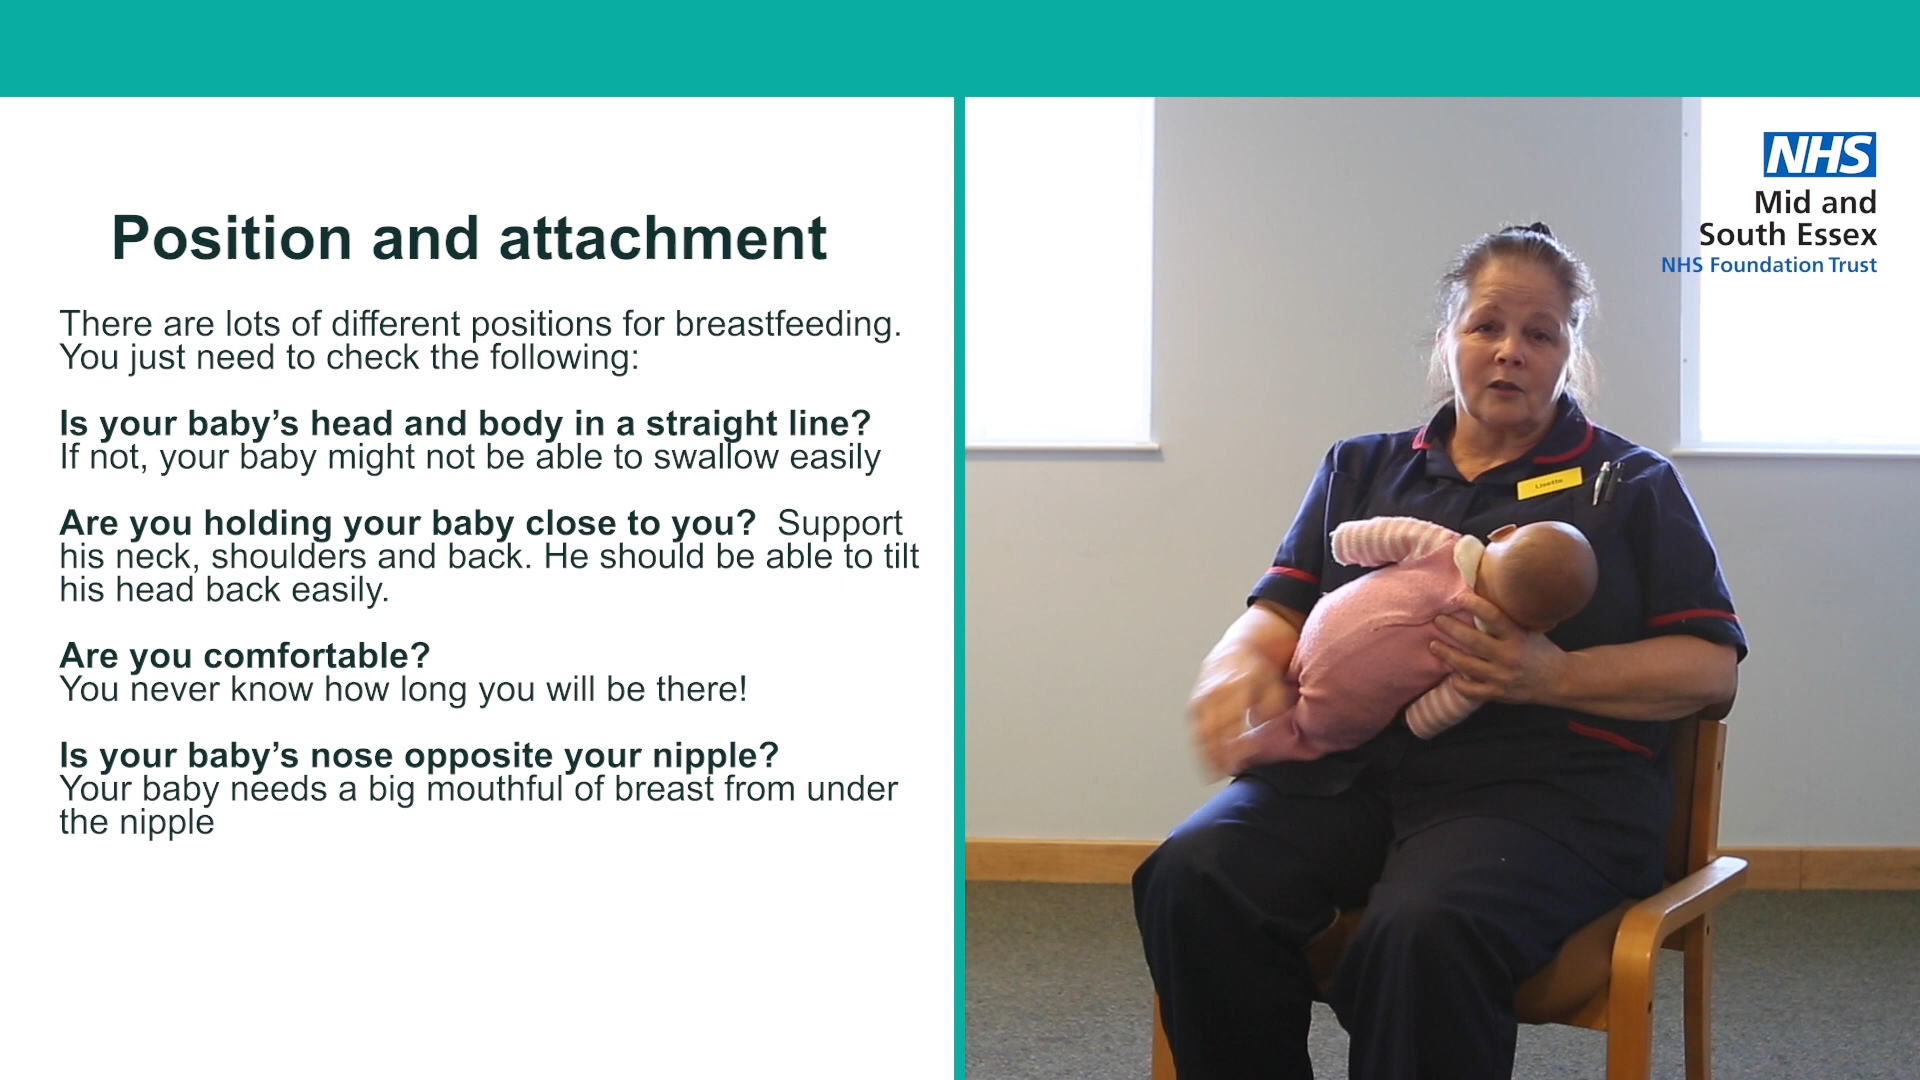 Position and attachment
There are lots of different positions for breastfeeding.
You just need to check the following:
Is your baby’s head and body in a straight line?
If not, your baby might not be able to swallow easily
Are you holding your baby close to you?  Support
his neck, shoulders and back. He should be able to tilt
his head back easily.
Are you comfortable?
You never know how long you will be there!
Is your baby’s nose opposite your nipple?
Your baby needs a big mouthful of breast from under
the nipple
NHS
Mid and
South Essex
NHS Foundation Trust
Lisette